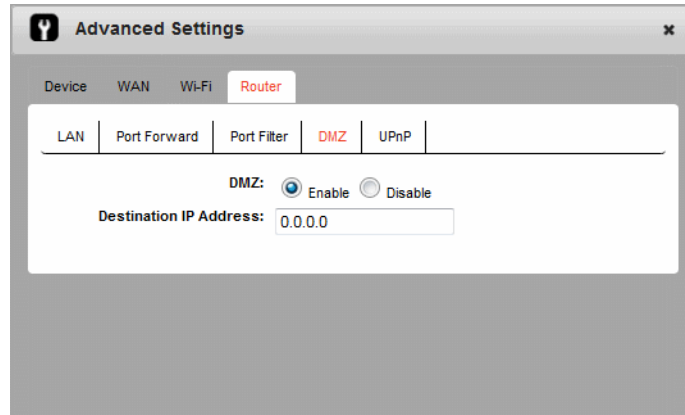 Advanced Settings
Device WAN Wi-Fi Router
LAN Port Forward Port Filter DMZ UPnP
DMZ: Enable Disable
Destination IP Address: 0.0.0.0